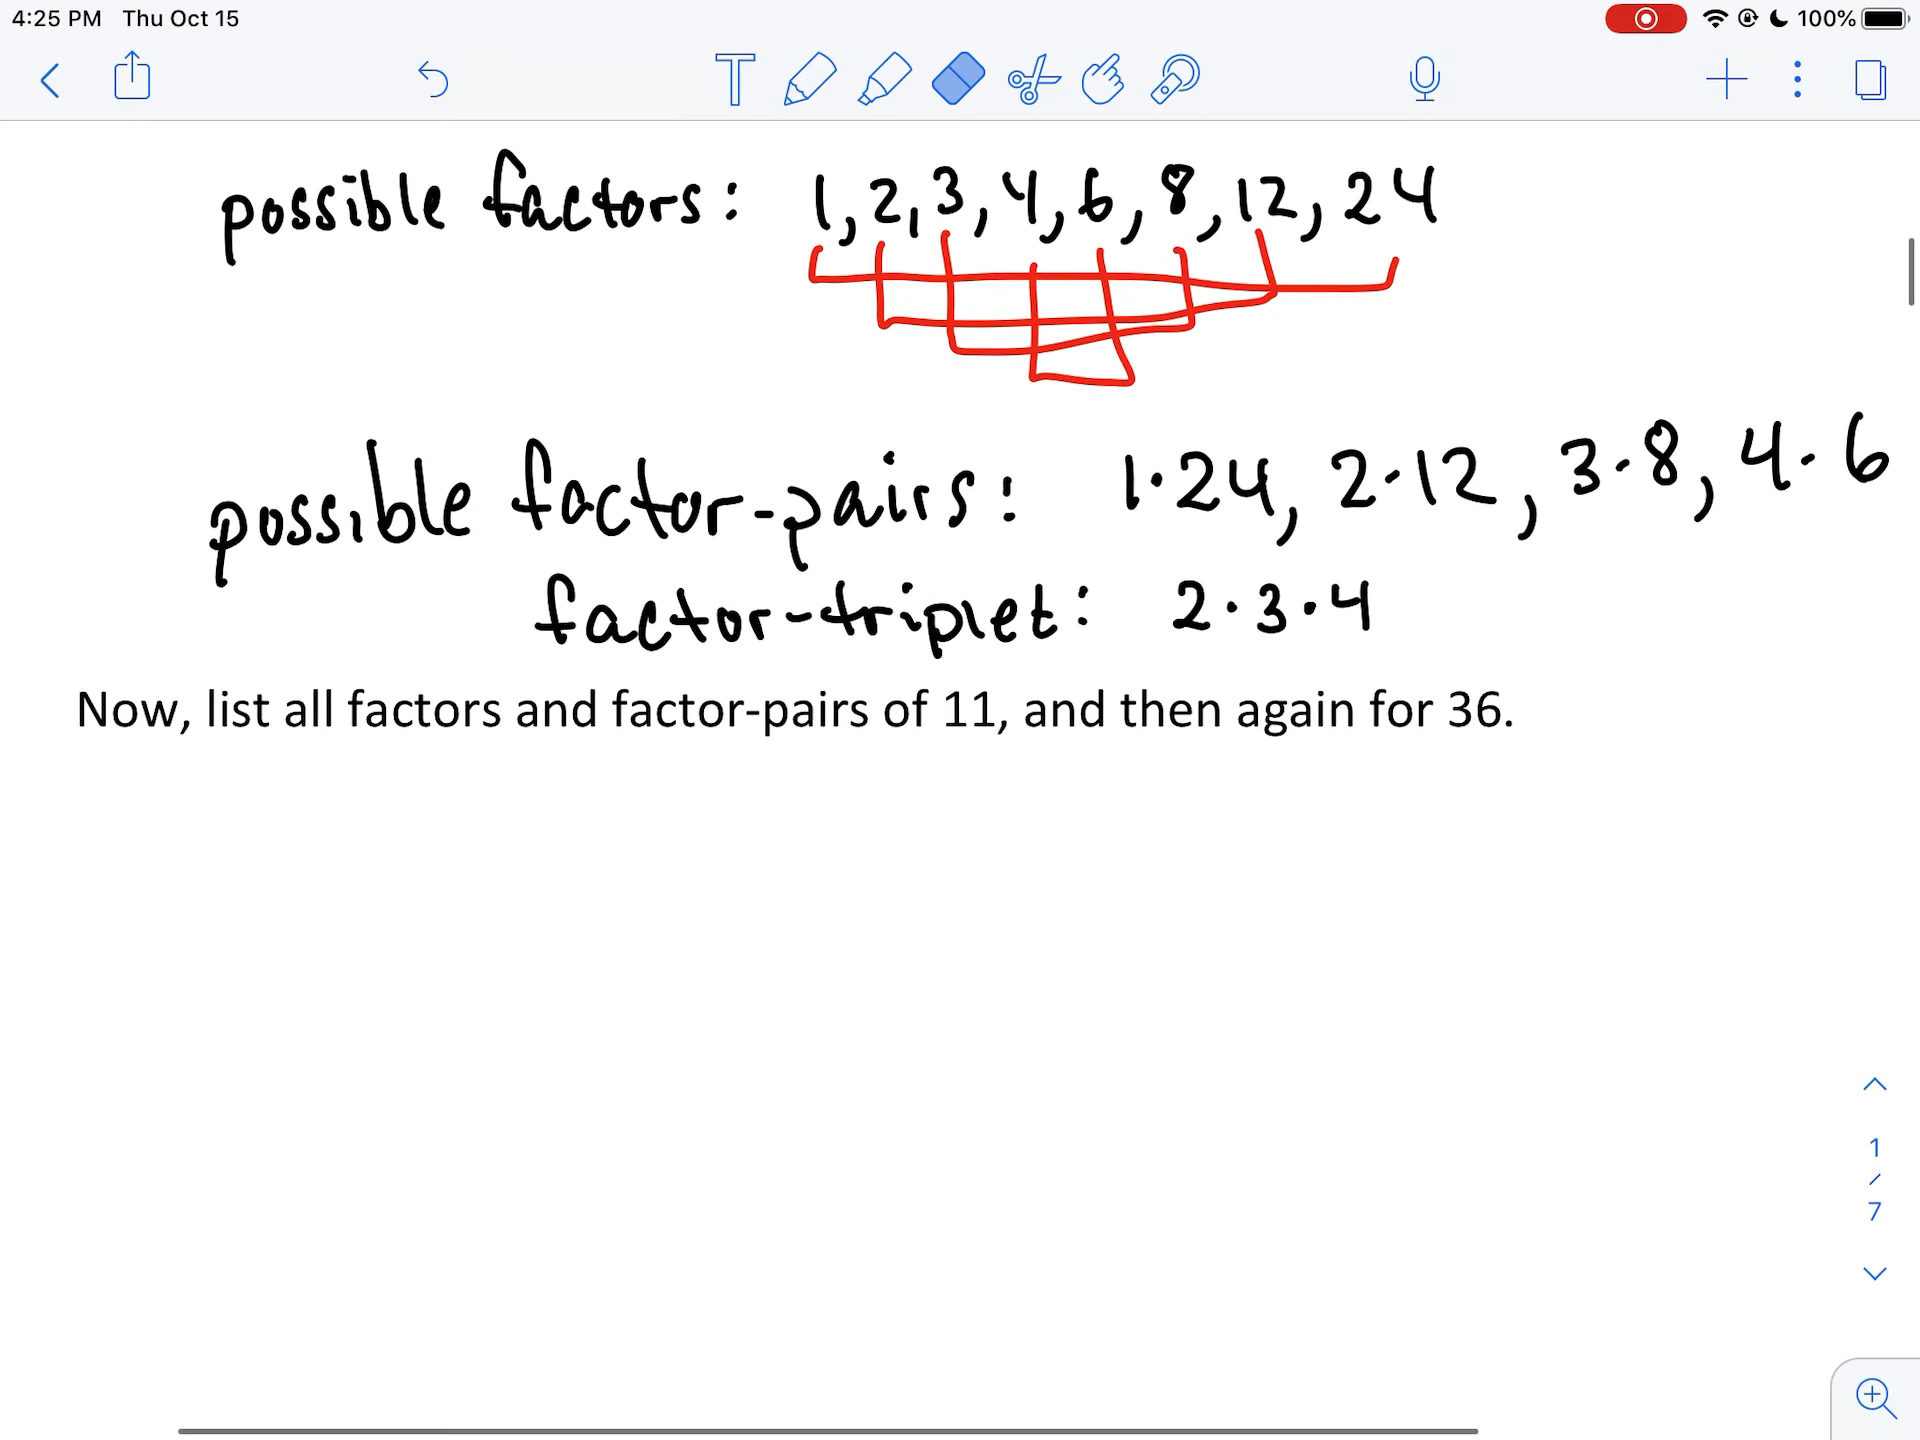 4:25 PM Thu Oct 15 100%
possible factors: 1, 2, 3, 4, 6, 8, 12, 24
possible factor-pairs: 1·24, 2·12, 3·8, 4·6
factor-triplet: 2·3·4
Now, list all factors and factor-pairs of 11, and then again for 36.
1
/
7